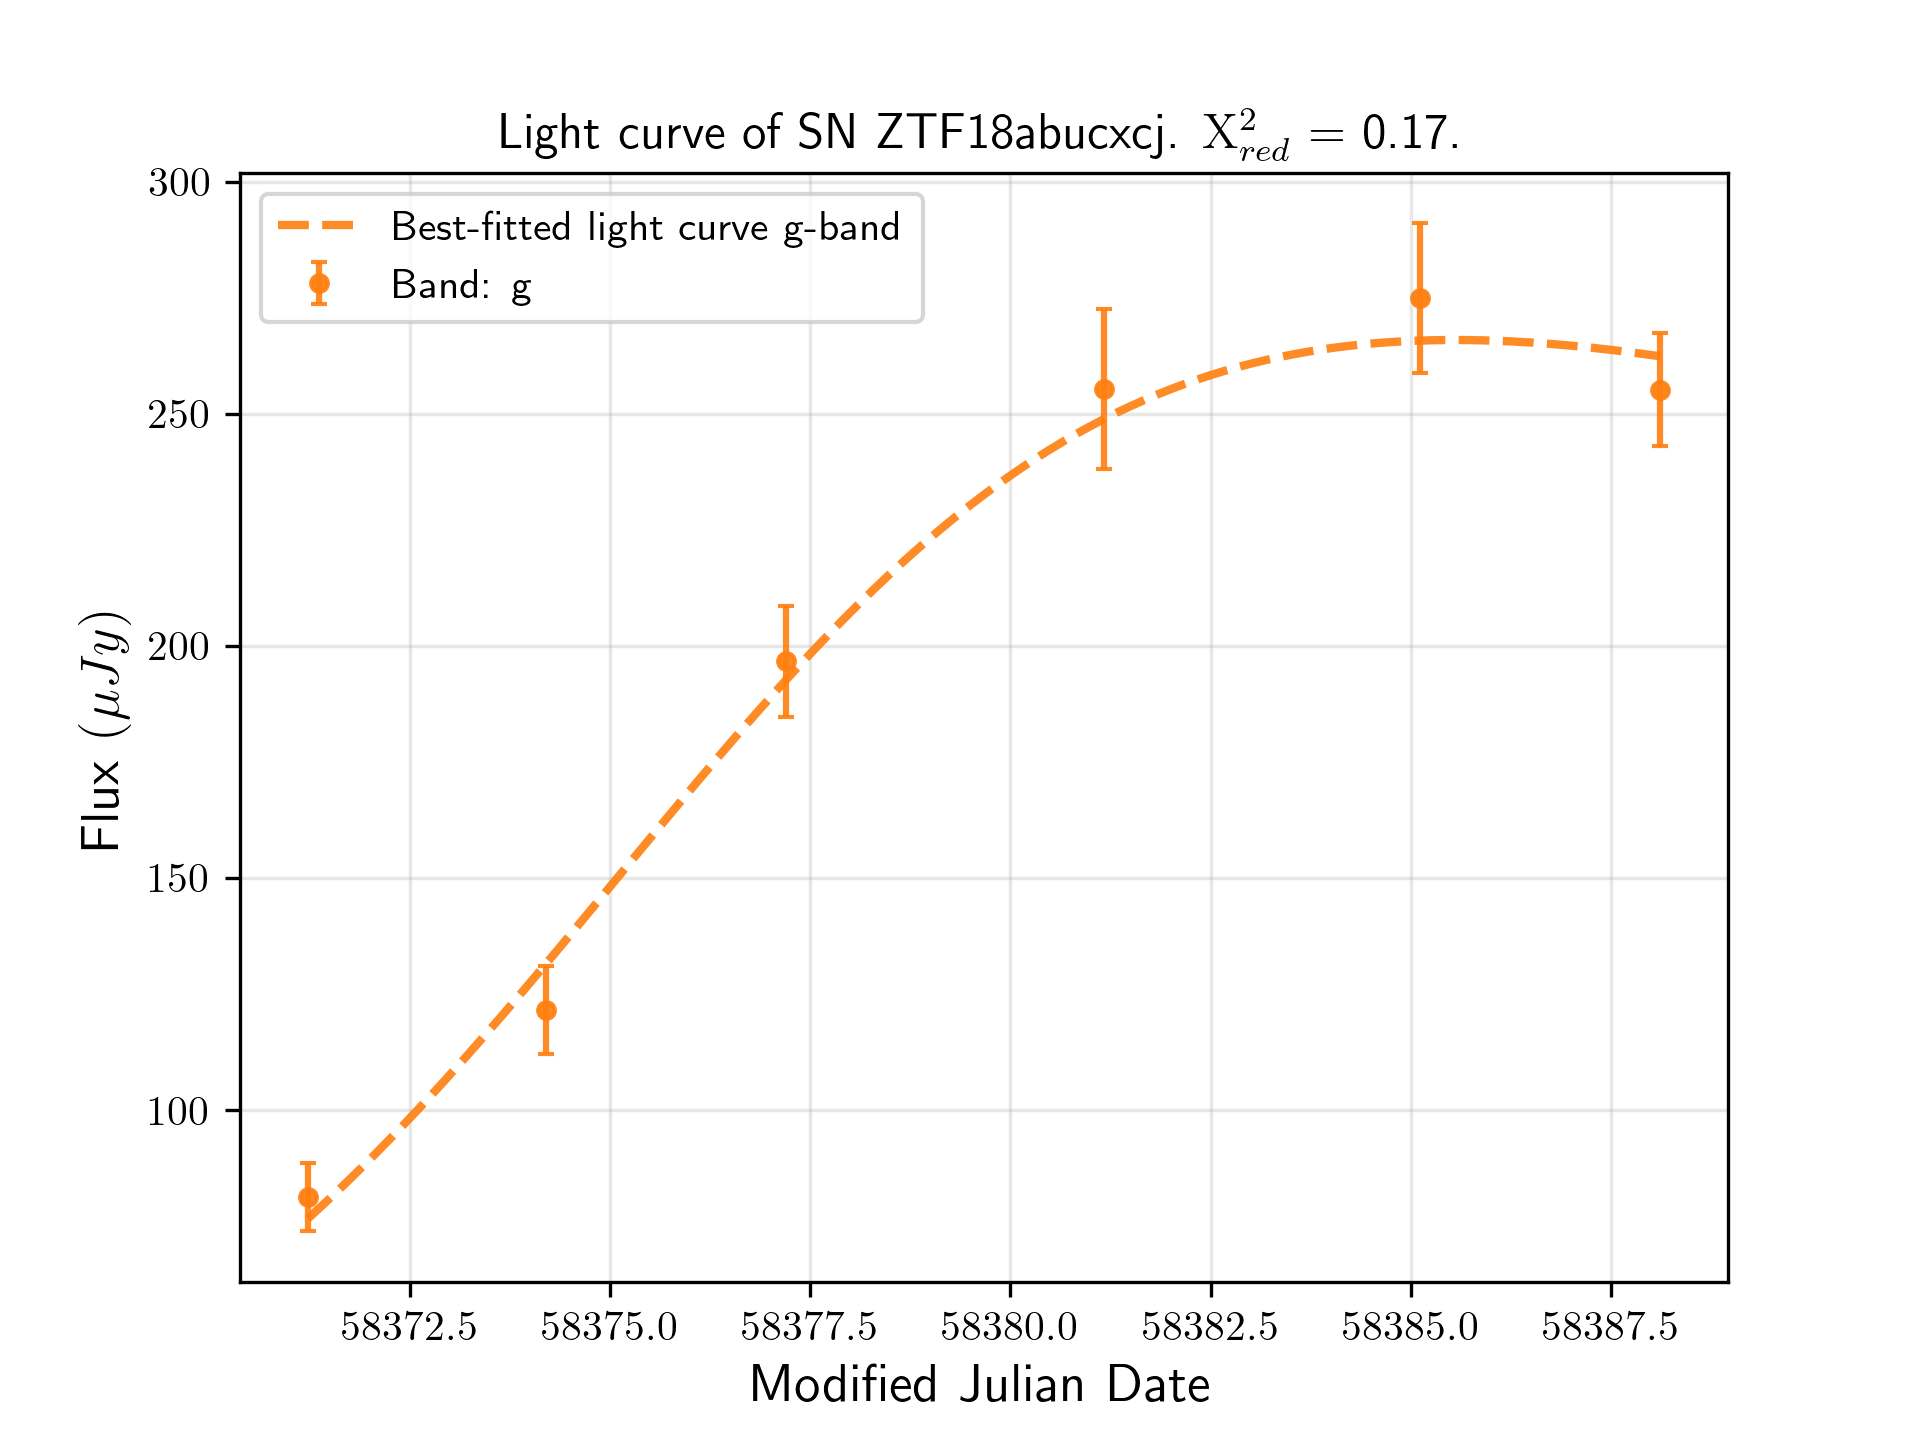 Light curve of SN ZTF18abucxcj. X²_red = 0.17.
Best-fitted light curve g-band
Band: g
Flux (μJy)
300
250
200
150
100
58372.5 58375.0 58377.5 58380.0 58382.5 58385.0 58387.5
Modified Julian Date